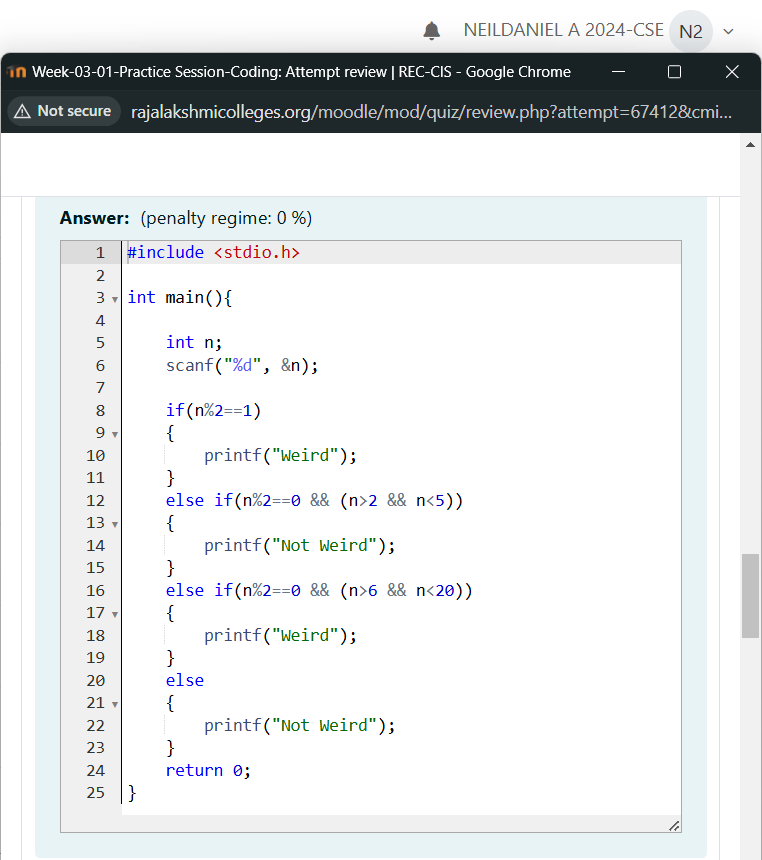 NEILDANIEL A 2024-CSE N2
Week-03-01-Practice Session-Coding: Attempt review | REC-CIS - Google Chrome
Not secure rajalakshmicolleges.org/moodle/mod/quiz/review.php?attempt=67412&cmi...
Answer: (penalty regime: 0 %)
1 #include <stdio.h>
2
3 int main(){
4
5 int n;
6 scanf("%d", &n);
7
8 if(n%2==1)
9 {
10 printf("Weird");
11 }
12 else if(n%2==0 && (n>2 && n<5))
13 {
14 printf("Not Weird");
15 }
16 else if(n%2==0 && (n>6 && n<20))
17 {
18 printf("Weird");
19 }
20 else
21 {
22 printf("Not Weird");
23 }
24 return 0;
25 }